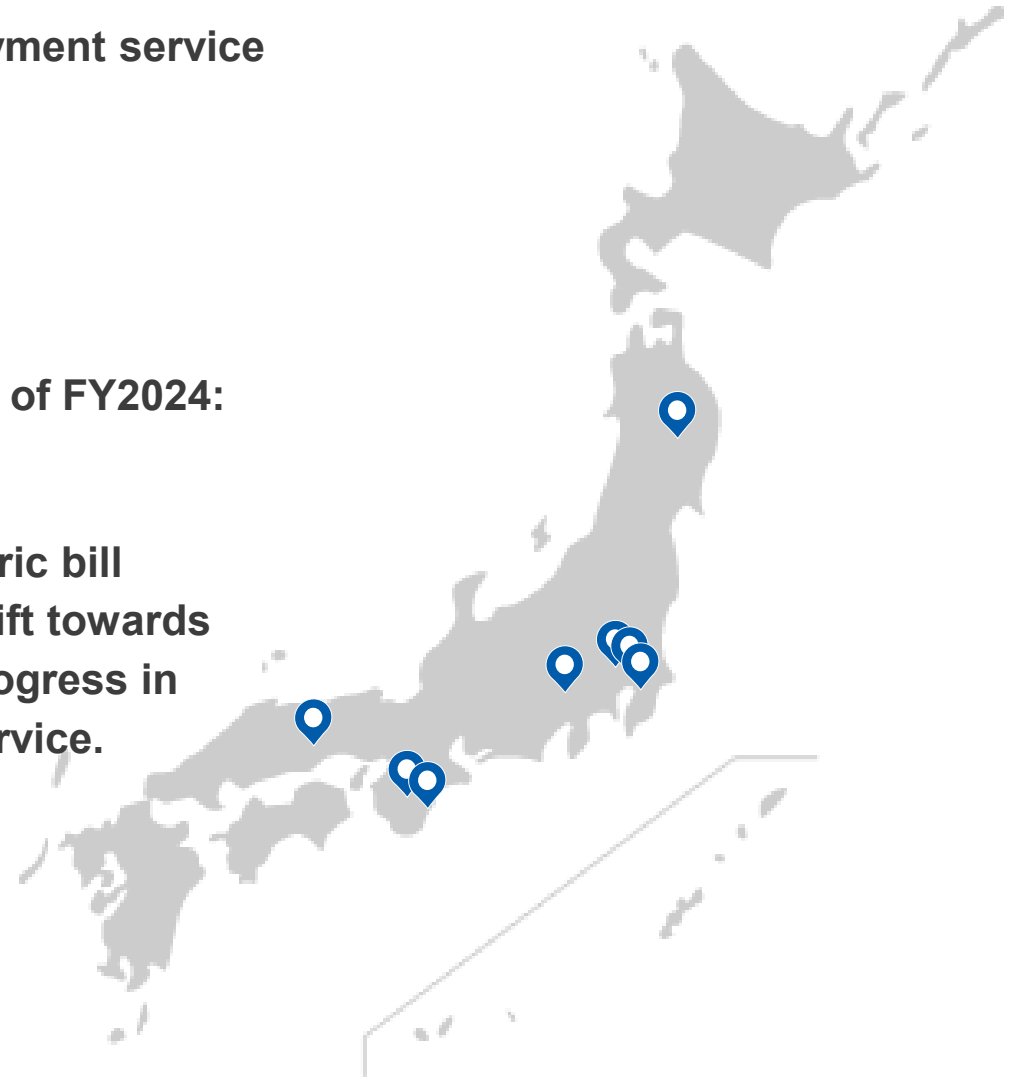 yment service
of FY2024:
ric bill
ift towards
ogress in
rvice.